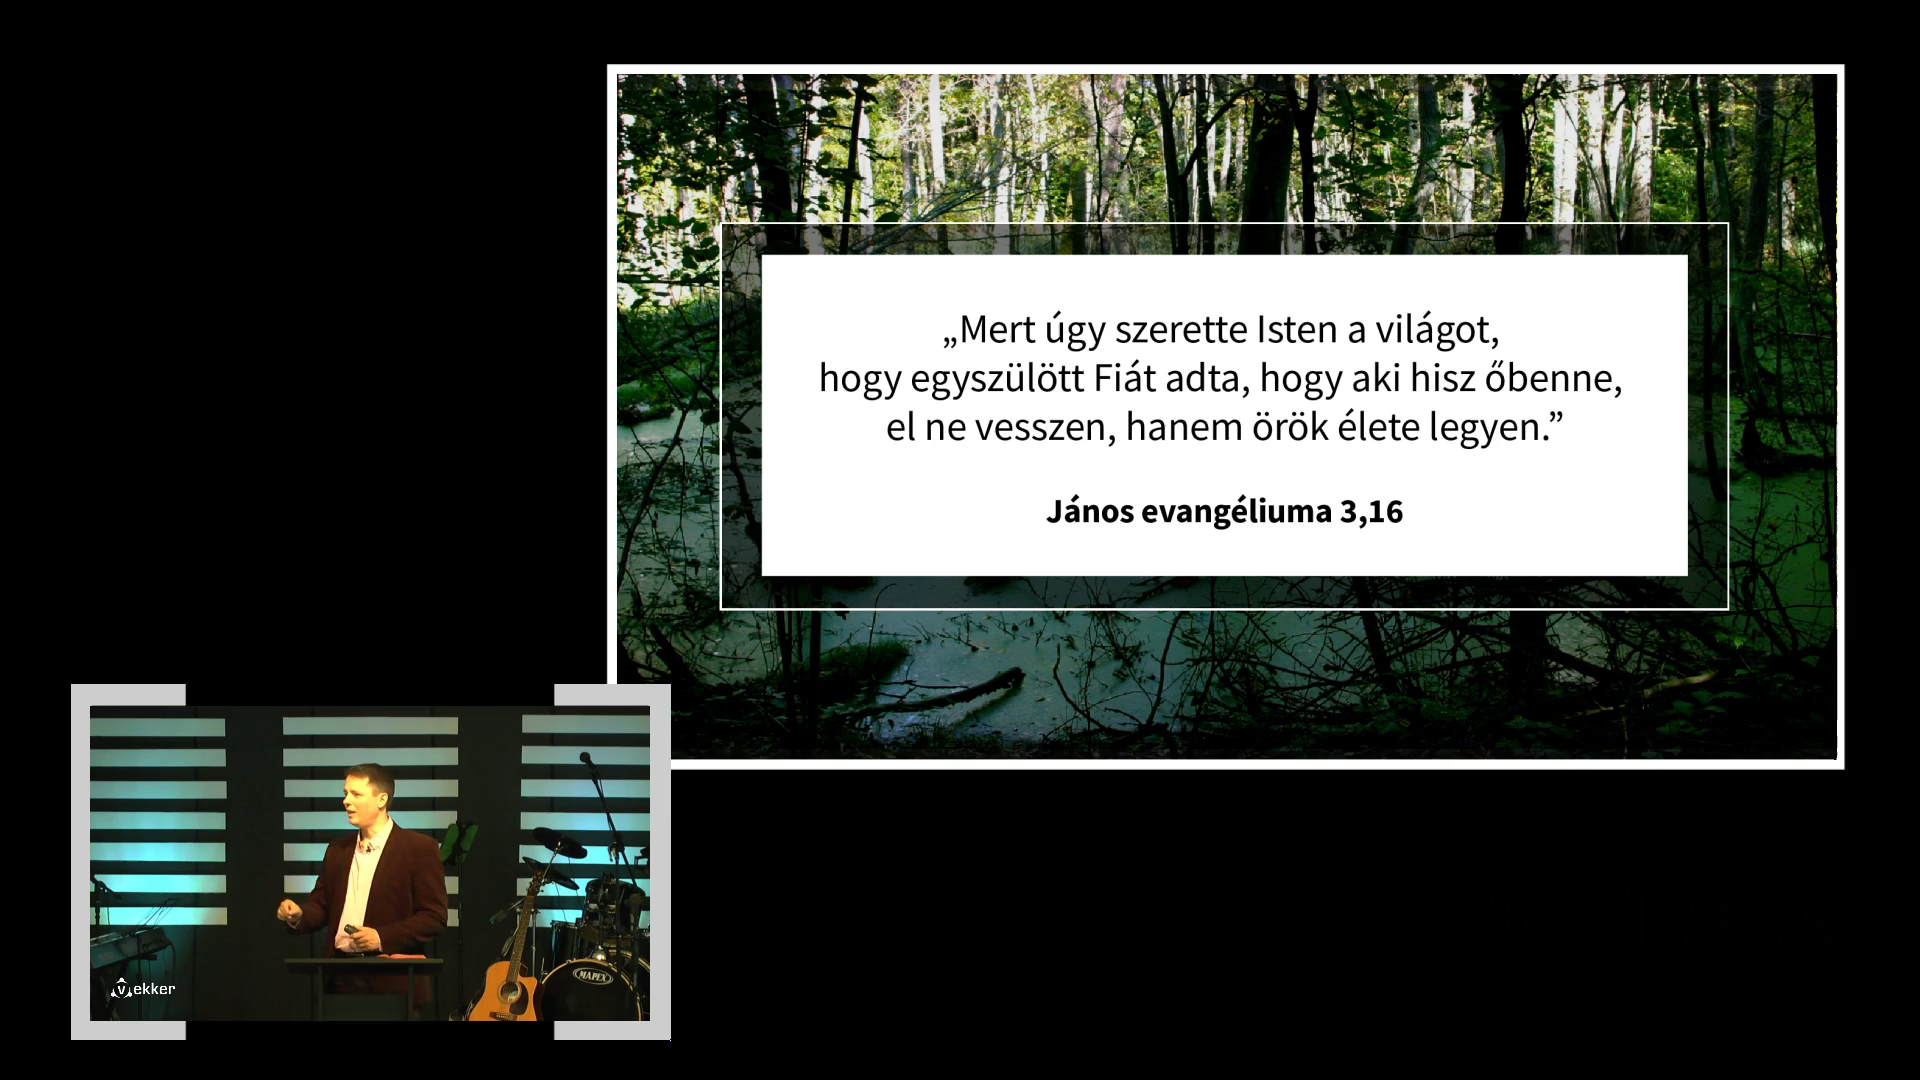 „Mert úgy szerette Isten a világot,
hogy egyszülött Fiát adta, hogy aki hisz őbenne,
el ne vesszen, hanem örök élete legyen.”
János evangéliuma 3,16
MAPEX
vekker